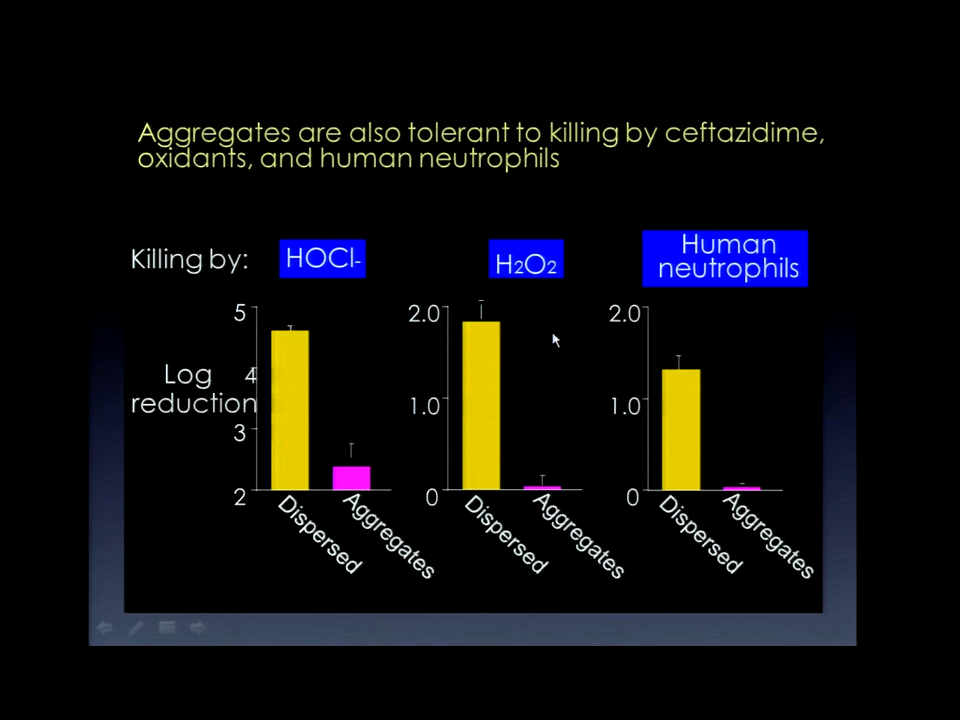 Aggregates are also tolerant to killing by ceftazidime,
oxidants, and human neutrophils
Killing by:
HOCl-
H2O2
Human
neutrophils
Log
reduction
5
4
3
2
Dispersed
Aggregates
2.0
1.0
0
Dispersed
Aggregates
2.0
1.0
0
Dispersed
Aggregates